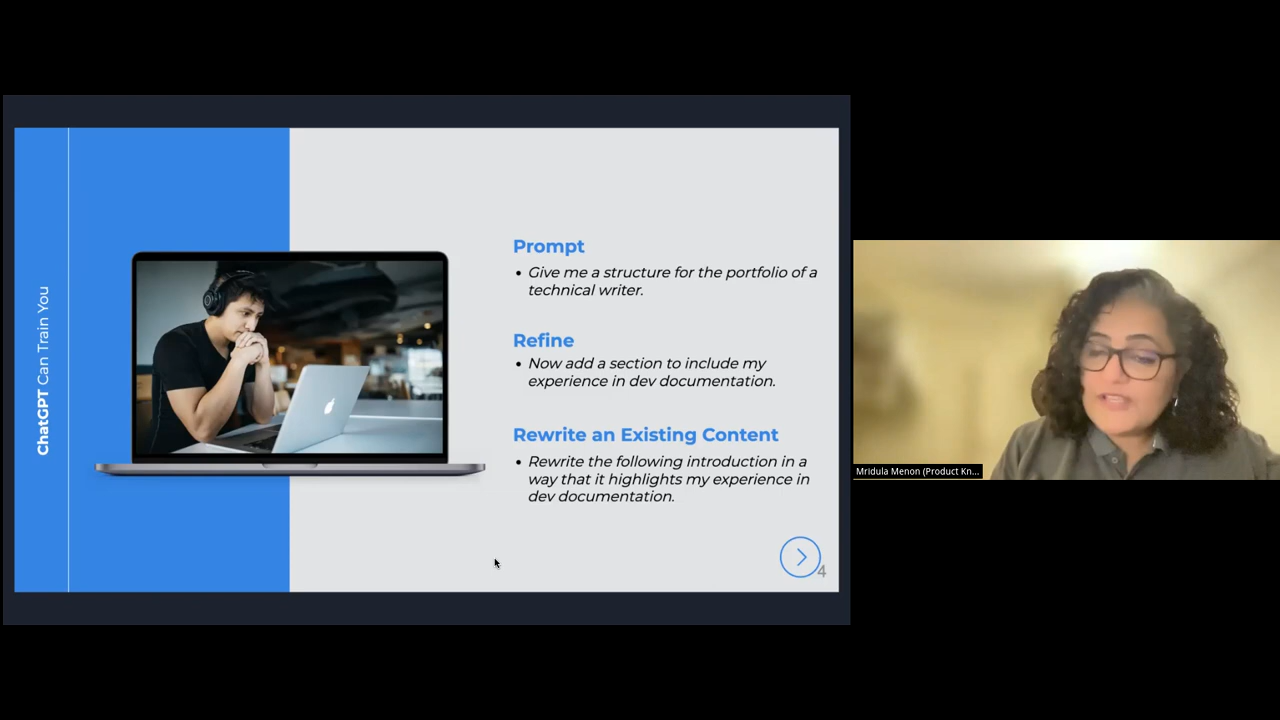 ChatGPT Can Train You
Prompt
• Give me a structure for the portfolio of a
technical writer.
Refine
• Now add a section to include my
experience in dev documentation.
Rewrite an Existing Content
• Rewrite the following introduction in a
way that it highlights my experience in
dev documentation.
4
Mridula Menon (Product Kn...